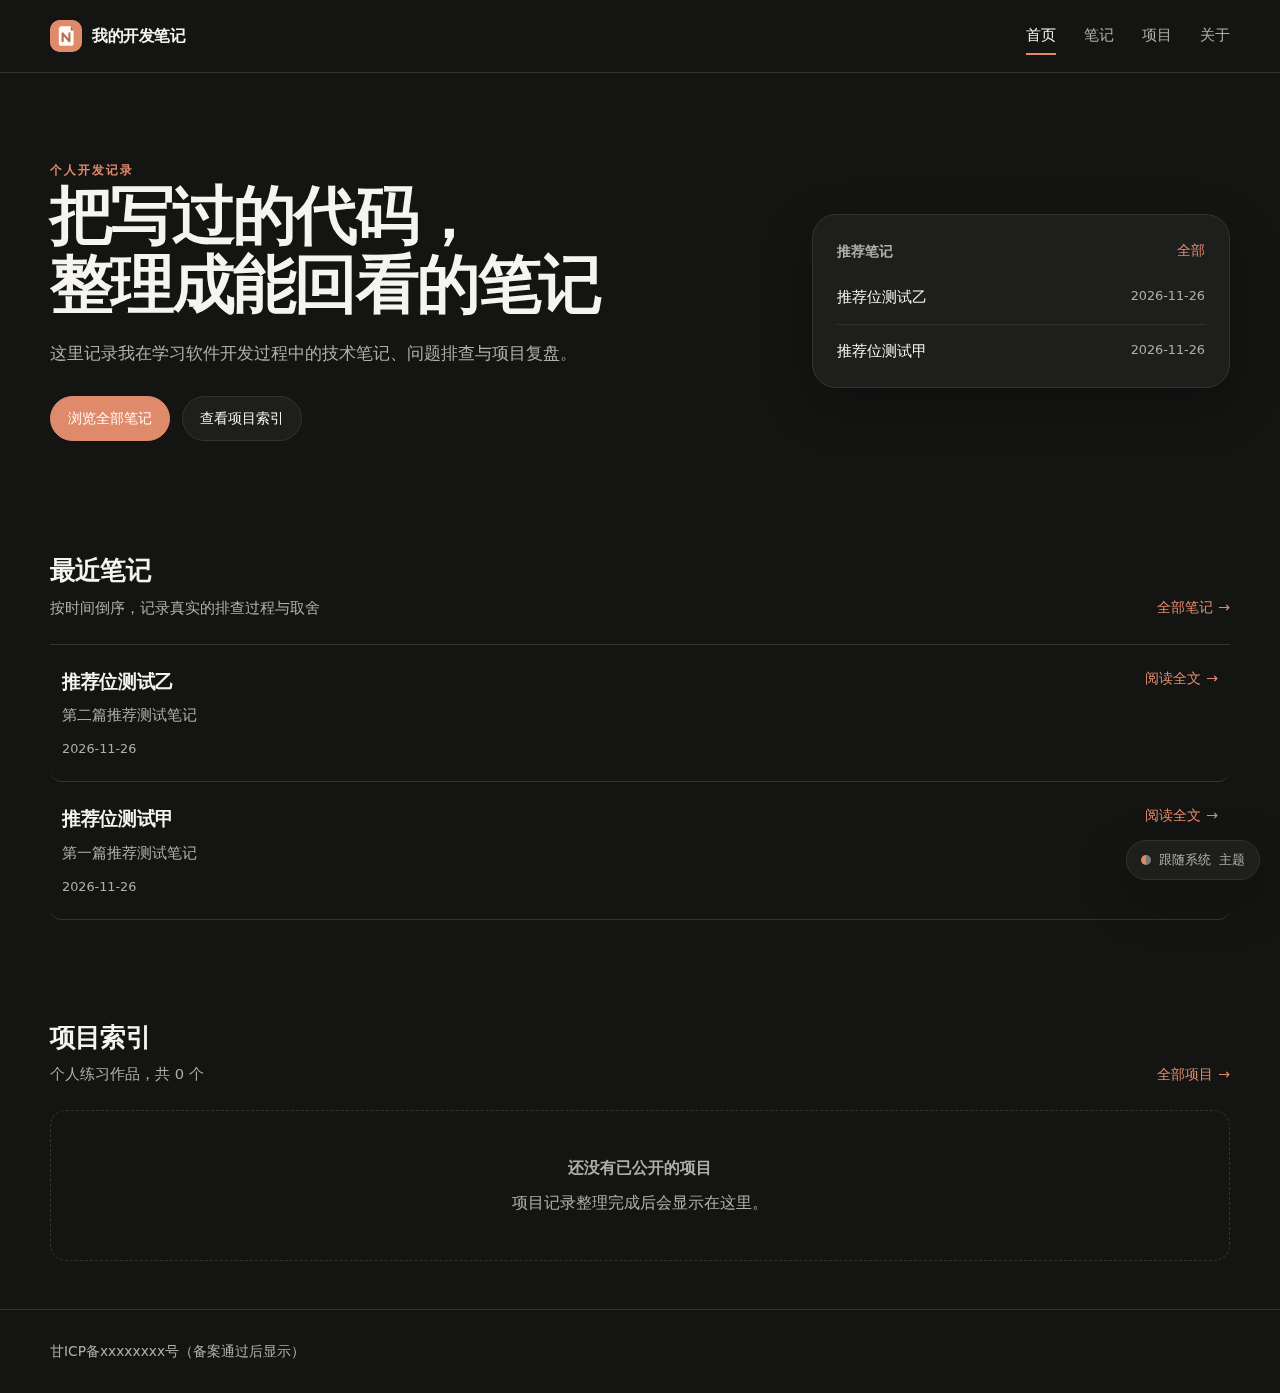 我的开发笔记
首页 笔记 项目 关于
个人开发记录
把写过的代码，
整理成能回看的笔记
这里记录我在学习软件开发过程中的技术笔记、问题排查与项目复盘。
浏览全部笔记 查看项目索引
推荐笔记 全部
推荐位测试乙 2026-11-26
推荐位测试甲 2026-11-26
最近笔记
按时间倒序，记录真实的排查过程与取舍 全部笔记 →
推荐位测试乙 阅读全文 →
第二篇推荐测试笔记
2026-11-26
推荐位测试甲 阅读全文 →
第一篇推荐测试笔记
跟随系统 主题
2026-11-26
项目索引
个人练习作品，共 0 个 全部项目 →
还没有已公开的项目
项目记录整理完成后会显示在这里。
甘ICP备xxxxxxxx号（备案通过后显示）